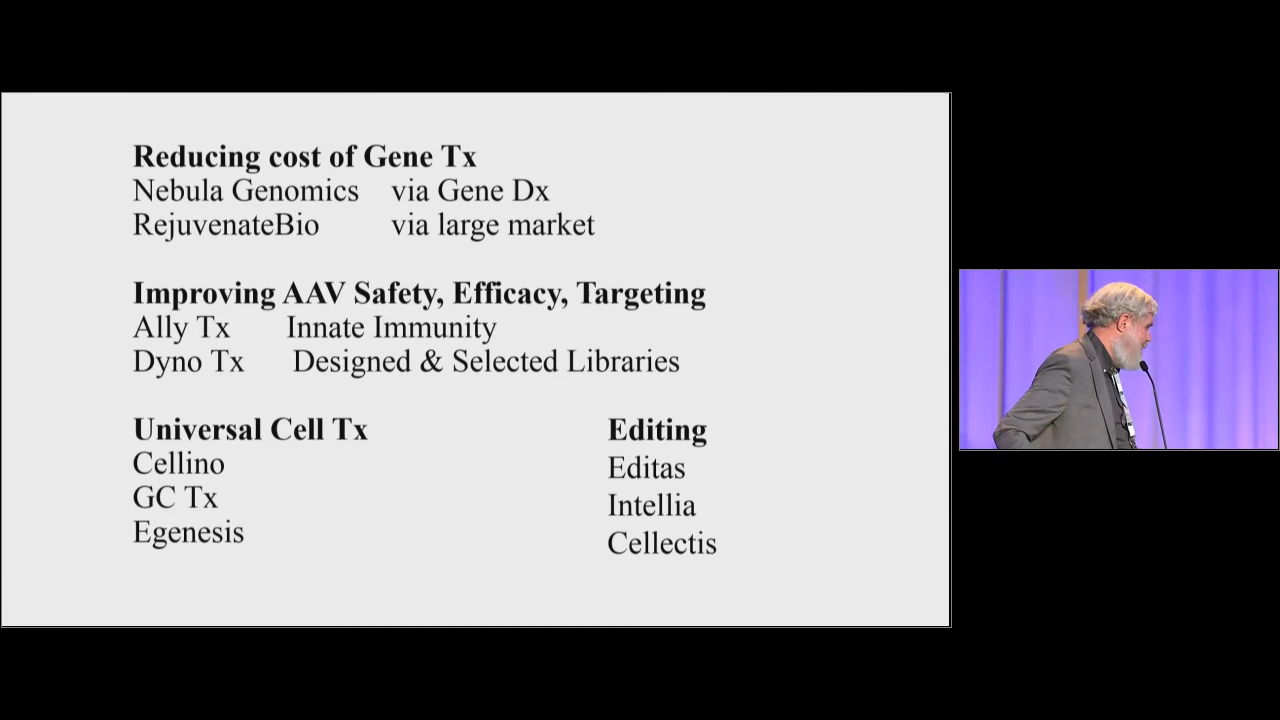 Reducing cost of Gene Tx
Nebula Genomics via Gene Dx
RejuvenateBio via large market
Improving AAV Safety, Efficacy, Targeting
Ally Tx Innate Immunity
Dyno Tx Designed & Selected Libraries
Universal Cell Tx
Cellino
GC Tx
Egenesis
Editing
Editas
Intellia
Cellectis